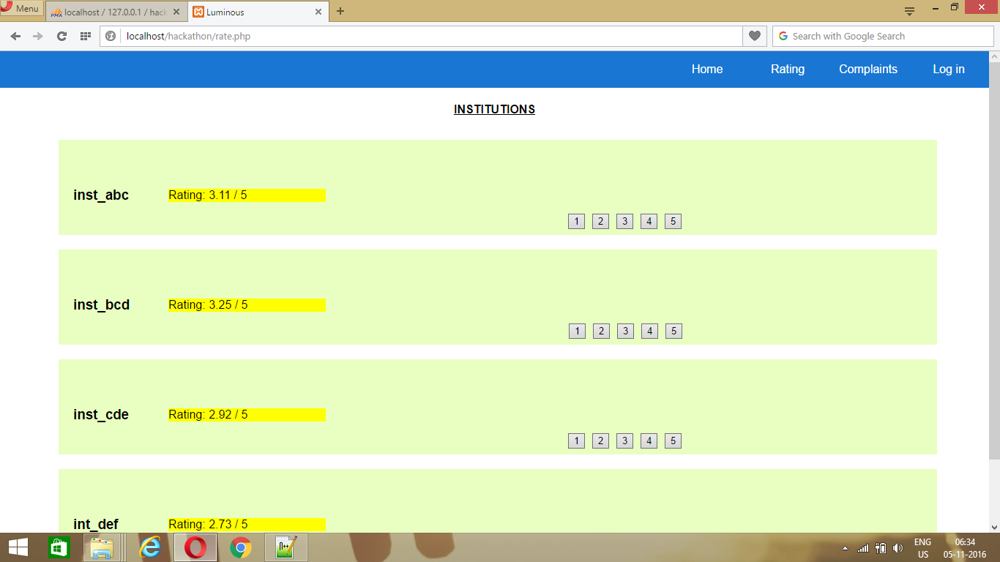 Menu
PMA localhost / 127.0.0.1 / hack
Luminous
localhost/hackathon/rate.php
Search with Google Search
Home Rating Complaints Log in
INSTITUTIONS
inst_abc Rating: 3.11 / 5
1 2 3 4 5
inst_bcd Rating: 3.25 / 5
1 2 3 4 5
inst_cde Rating: 2.92 / 5
1 2 3 4 5
int_def Rating: 2.73 / 5
ENG 06:34
US 05-11-2016